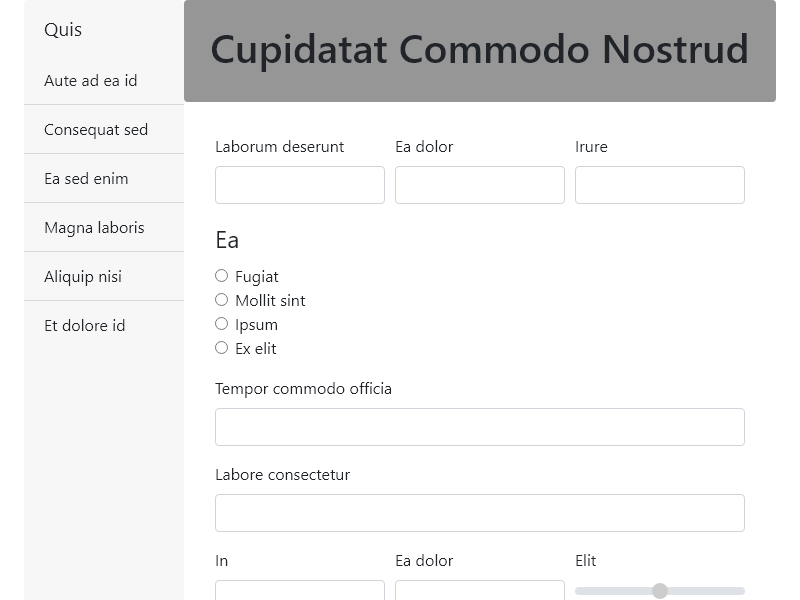 Quis
Aute ad ea id
Consequat sed
Ea sed enim
Magna laboris
Aliquip nisi
Et dolore id
Cupidatat Commodo Nostrud
Laborum deserunt
Ea dolor
Irure
Ea
Fugiat
Mollit sint
Ipsum
Ex elit
Tempor commodo officia
Labore consectetur
In
Ea dolor
Elit